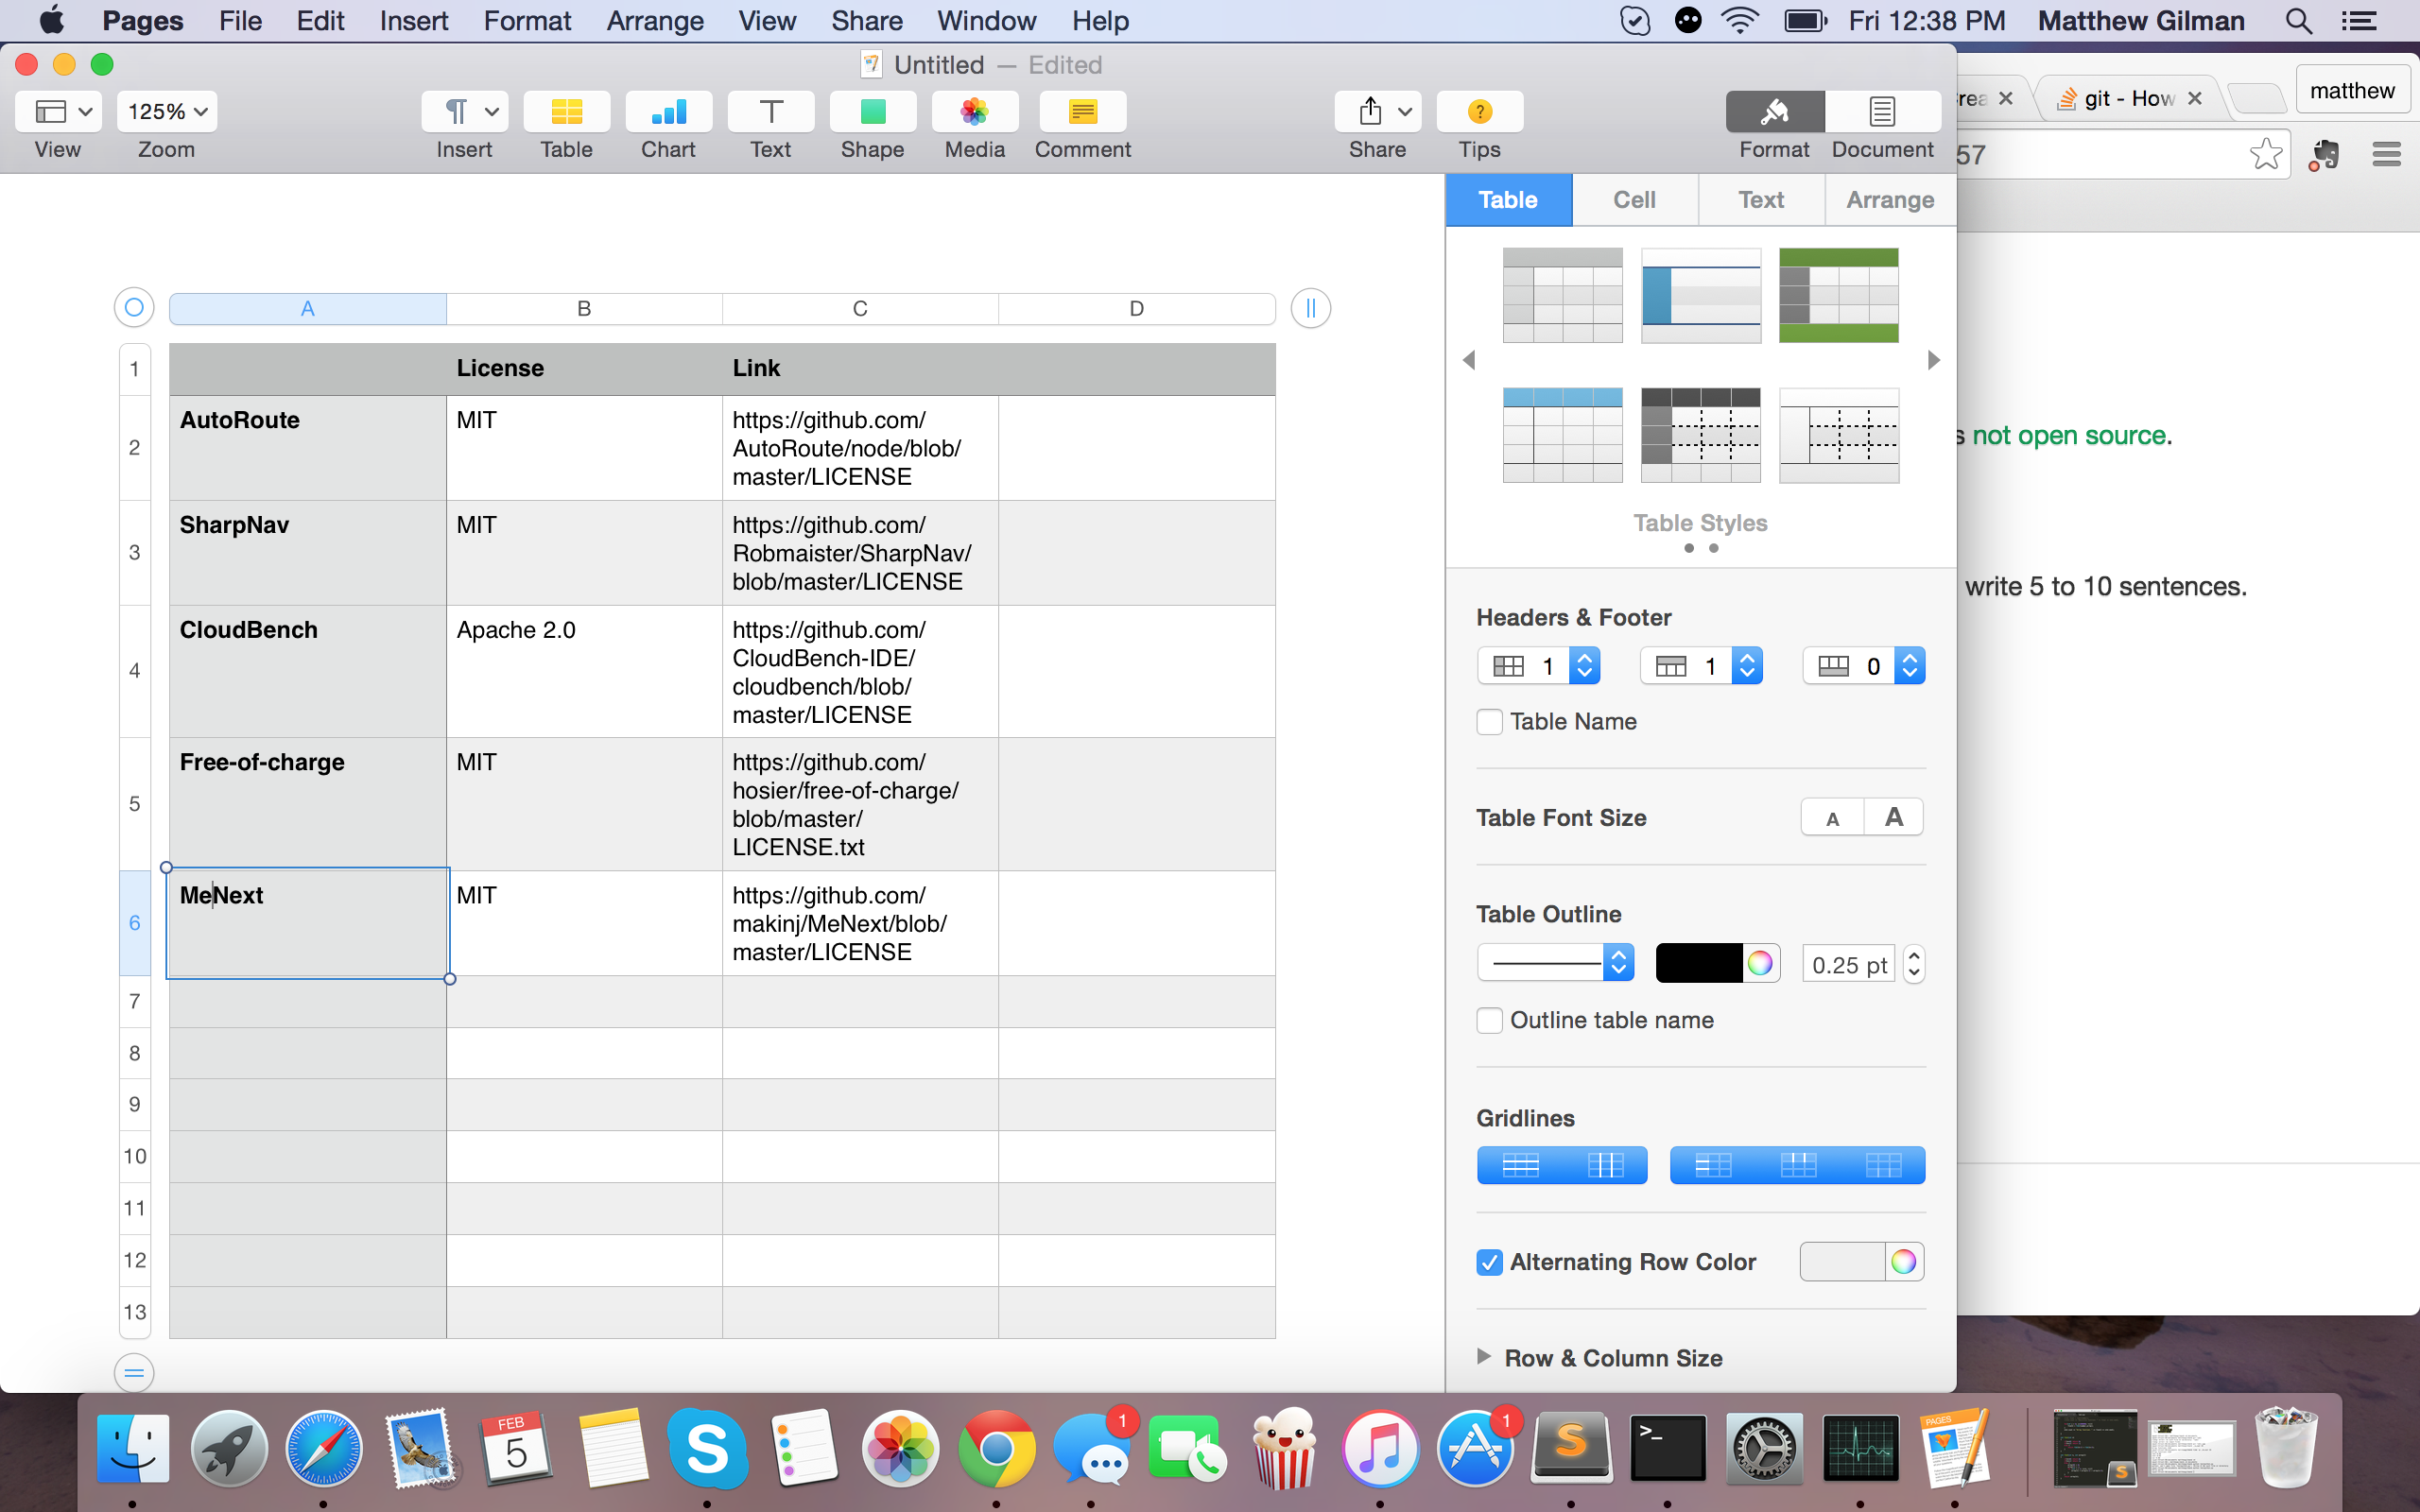 Pages File Edit Insert Format Arrange View Share Window Help Fri 12:38 PM Matthew Gilman
Untitled — Edited
125%
View Zoom Insert Table Chart Text Shape Media Comment Share Tips Format Document
git - How matthew
57
Table Cell Text Arrange
A B C D
1 License Link
2 AutoRoute MIT https://github.com/
AutoRoute/node/blob/
master/LICENSE
3 SharpNav MIT https://github.com/
Robmaister/SharpNav/
blob/master/LICENSE
4 CloudBench Apache 2.0 https://github.com/
CloudBench-IDE/
cloudbench/blob/
master/LICENSE
5 Free-of-charge MIT https://github.com/
hosier/free-of-charge/
blob/master/
LICENSE.txt
6 MeNext MIT https://github.com/
makinj/MeNext/blob/
master/LICENSE
7
8
9
10
11
12
13
Table Styles
Headers & Footer
1 1 0
Table Name
Table Font Size A A
Table Outline
0.25 pt
Outline table name
Gridlines
Alternating Row Color
Row & Column Size
s not open source.
write 5 to 10 sentences.
FEB
5
S
1
1
S
>_
PAGES
S